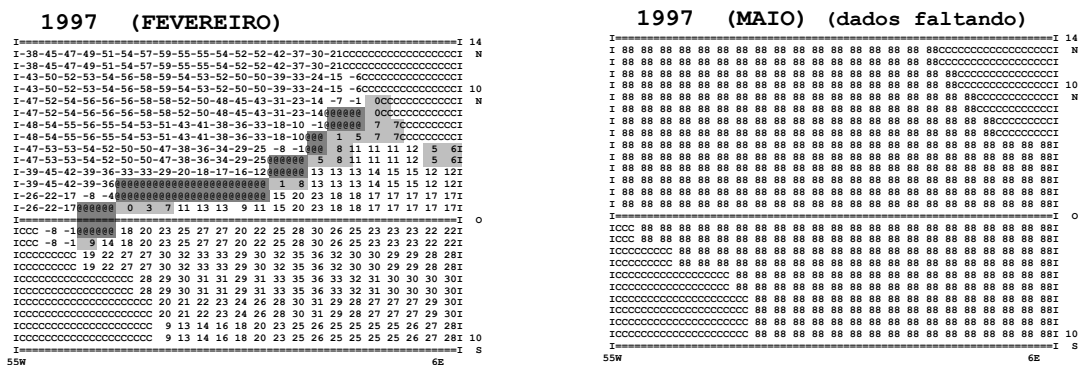 1997 (FEVEREIRO)
I=====================================================================I 14
I-38-45-47-49-51-54-57-59-55-55-54-52-52-42-37-30-21CCCCCCCCCCCCCCCCCCI N
I-38-45-47-49-51-54-57-59-55-55-54-52-52-42-37-30-21CCCCCCCCCCCCCCCCCCI
I-43-50-52-53-54-56-58-59-54-53-52-50-50-39-33-24-15 -6CCCCCCCCCCCCCCCI
I-43-50-52-53-54-56-58-59-54-53-52-50-50-39-33-24-15 -6CCCCCCCCCCCCCCCI 10
I-47-52-54-56-56-56-58-58-52-50-48-45-43-31-23-14 -7 -1  0CCCCCCCCCCCCI N
I-47-52-54-56-56-56-58-58-52-50-48-45-43-31-23-14@@@@@@  0CCCCCCCCCCCCI
I-48-54-55-56-55-54-53-51-43-41-38-36-33-18-10 -1@@@@@@  7  7CCCCCCCCCI
I-48-54-55-56-55-54-53-51-43-41-38-36-33-18-10@@@  1  5  7  7CCCCCCCCCI
I-47-53-53-54-52-50-50-47-38-36-34-29-25 -8 -1@@@  8 11 11 11 12  5  6I
I-47-53-53-54-52-50-50-47-38-36-34-29-25@@@@@@  5  8 11 11 11 12  5  6I
I-39-45-42-39-36-33-33-29-20-18-17-16-12@@@@@@ 13 13 13 14 15 15 12 12I
I-39-45-42-39-36@@@@@@@@@@@@@@@@@@@@@@@@  1  8 13 13 13 14 15 15 12 12I
I-26-22-17 -8 -4@@@@@@@@@@@@@@@@@@@@@@@@ 15 20 23 18 18 17 17 17 17 17I
I-26-22-17@@@@@@  0  3  7 11 13 13  9 11 15 20 23 18 18 17 17 17 17 17I
I=====================================================================I O
ICCC -8 -1@@@@@@ 18 20 23 25 27 27 20 22 25 28 30 26 25 23 23 23 22 22I
ICCC -8 -1  9 14 18 20 23 25 27 27 20 22 25 28 30 26 25 23 23 23 22 22I
ICCCCCCCCC 19 22 27 27 30 32 33 33 29 30 32 33 36 32 30 30 29 29 28 28I
ICCCCCCCCC 19 22 27 27 30 32 33 33 29 30 32 33 36 32 30 30 29 29 28 28I
ICCCCCCCCCCCCCCCCCC 28 29 30 31 31 29 31 33 35 36 33 32 31 30 30 30 30I
ICCCCCCCCCCCCCCCCCC 28 29 30 31 31 29 31 33 35 36 33 32 31 30 30 30 30I
ICCCCCCCCCCCCCCCCCCCCC 20 21 22 23 24 26 28 30 31 29 28 27 27 27 29 30I
ICCCCCCCCCCCCCCCCCCCCC 20 21 22 23 24 26 28 30 31 29 28 27 27 27 29 30I
ICCCCCCCCCCCCCCCCCCCCC  9 13 14 16 18 20 23 25 26 25 25 25 25 26 27 28I
ICCCCCCCCCCCCCCCCCCCCC  9 13 14 16 18 20 23 25 26 25 25 25 25 26 27 28I 10
I=====================================================================I S
55W 6E
1997 (MAIO) (dados faltando)
I=====================================================================I 14
I 88 88 88 88 88 88 88 88 88 88 88 88 88 88 88 88 88CCCCCCCCCCCCCCCCCCI N
I 88 88 88 88 88 88 88 88 88 88 88 88 88 88 88 88 88CCCCCCCCCCCCCCCCCCI
I 88 88 88 88 88 88 88 88 88 88 88 88 88 88 88 88 88 88CCCCCCCCCCCCCCCI
I 88 88 88 88 88 88 88 88 88 88 88 88 88 88 88 88 88 88CCCCCCCCCCCCCCCI 10
I 88 88 88 88 88 88 88 88 88 88 88 88 88 88 88 88 88 88 88CCCCCCCCCCCCI N
I 88 88 88 88 88 88 88 88 88 88 88 88 88 88 88 88 88 88 88CCCCCCCCCCCCI
I 88 88 88 88 88 88 88 88 88 88 88 88 88 88 88 88 88 88 88 88CCCCCCCCCI
I 88 88 88 88 88 88 88 88 88 88 88 88 88 88 88 88 88 88 88 88CCCCCCCCCI
I 88 88 88 88 88 88 88 88 88 88 88 88 88 88 88 88 88 88 88 88 88 88 88I
I 88 88 88 88 88 88 88 88 88 88 88 88 88 88 88 88 88 88 88 88 88 88 88I
I 88 88 88 88 88 88 88 88 88 88 88 88 88 88 88 88 88 88 88 88 88 88 88I
I 88 88 88 88 88 88 88 88 88 88 88 88 88 88 88 88 88 88 88 88 88 88 88I
I 88 88 88 88 88 88 88 88 88 88 88 88 88 88 88 88 88 88 88 88 88 88 88I
I 88 88 88 88 88 88 88 88 88 88 88 88 88 88 88 88 88 88 88 88 88 88 88I
I=====================================================================I O
ICCC 88 88 88 88 88 88 88 88 88 88 88 88 88 88 88 88 88 88 88 88 88 88I
ICCC 88 88 88 88 88 88 88 88 88 88 88 88 88 88 88 88 88 88 88 88 88 88I
ICCCCCCCCC 88 88 88 88 88 88 88 88 88 88 88 88 88 88 88 88 88 88 88 88I
ICCCCCCCCC 88 88 88 88 88 88 88 88 88 88 88 88 88 88 88 88 88 88 88 88I
ICCCCCCCCCCCCCCCCCC 88 88 88 88 88 88 88 88 88 88 88 88 88 88 88 88 88I
ICCCCCCCCCCCCCCCCCC 88 88 88 88 88 88 88 88 88 88 88 88 88 88 88 88 88I
ICCCCCCCCCCCCCCCCCCCCC 88 88 88 88 88 88 88 88 88 88 88 88 88 88 88 88I
ICCCCCCCCCCCCCCCCCCCCC 88 88 88 88 88 88 88 88 88 88 88 88 88 88 88 88I
ICCCCCCCCCCCCCCCCCCCCC 88 88 88 88 88 88 88 88 88 88 88 88 88 88 88 88I
ICCCCCCCCCCCCCCCCCCCCC 88 88 88 88 88 88 88 88 88 88 88 88 88 88 88 88I 10
I=====================================================================I S
55W 6E